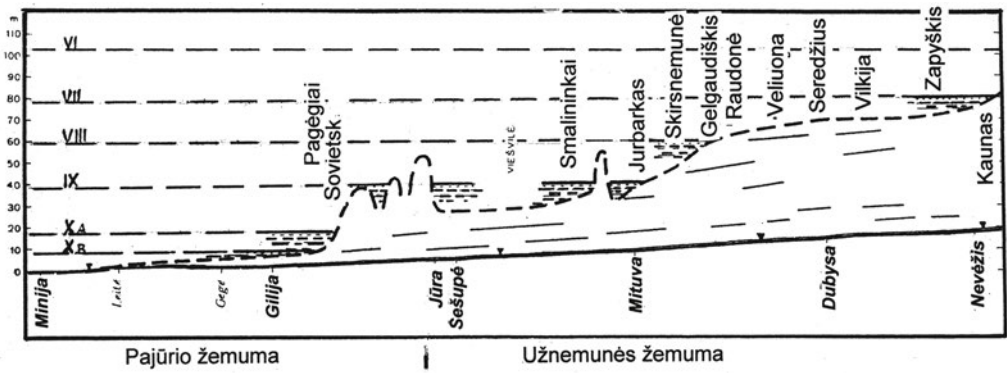 m
110
100
90
80
70
60
50
40
30
20
10
0
VI
VII
VIII
IX
XA
XB
Pagėgiai
Sovietsk
VIEŠVILĖ
Smalininkai
Jurbarkas
Skirsnemunė
Gelgaudiškis
Raudonė
Veliuona
Seredžius
Vilkija
Zapyškis
Kaunas
Minija
Leitė
Gegė
Gilija
Jūra
Šešupė
Mituva
Dubysa
Nevėžis
Pajūrio žemuma
Užnemunės žemuma